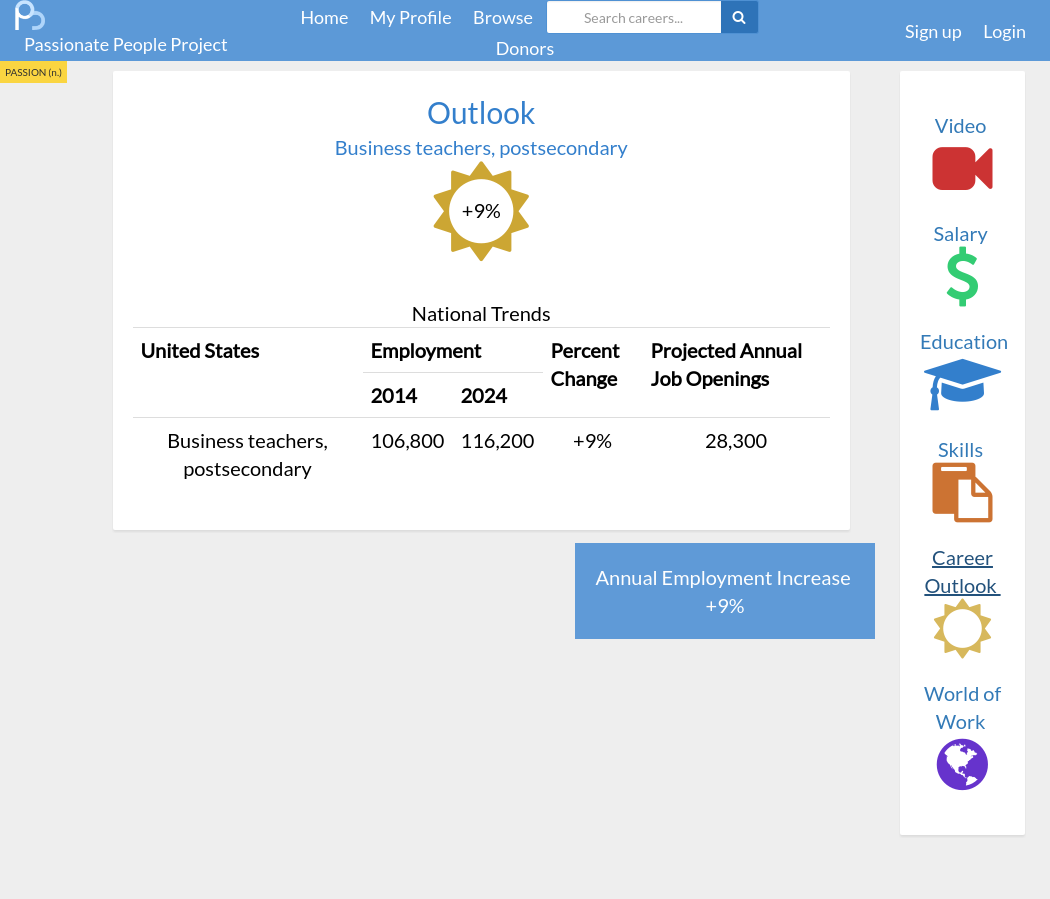 Passionate People Project
Home My Profile Browse Search careers...
Donors
Sign up Login
PASSION (n.)
Outlook
Business teachers, postsecondary
+9%
National Trends
United States Employment Percent Change Projected Annual Job Openings
2014 2024
Business teachers, postsecondary 106,800 116,200 +9% 28,300
Annual Employment Increase
+9%
Video
Salary
Education
Skills
Career
Outlook
World of
Work